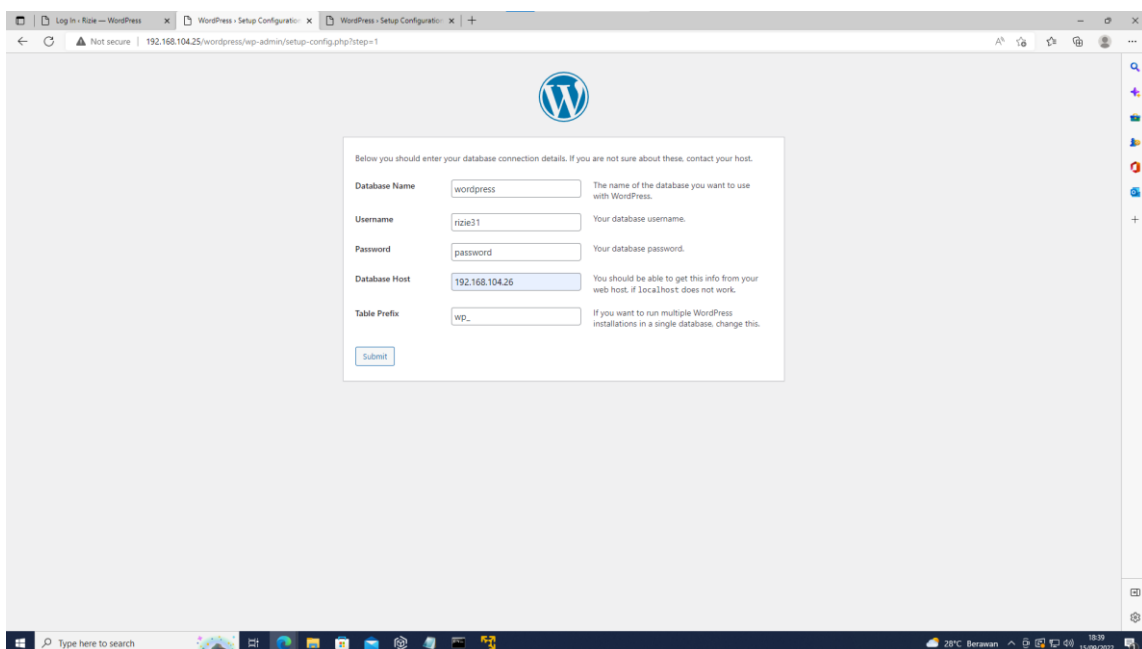 Log In ‹ Rizie — WordPress
WordPress › Setup Configuration
WordPress › Setup Configuration
Not secure
192.168.104.25/wordpress/wp-admin/setup-config.php?step=1
Below you should enter your database connection details. If you are not sure about these, contact your host.
Database Name
wordpress
The name of the database you want to use
with WordPress.
Username
rizie31
Your database username.
Password
password
Your database password.
Database Host
192.168.104.26
You should be able to get this info from your
web host, if localhost does not work.
Table Prefix
wp_
If you want to run multiple WordPress
installations in a single database, change this.
Submit
Type here to search
28°C Berawan
18:39
15/09/2022